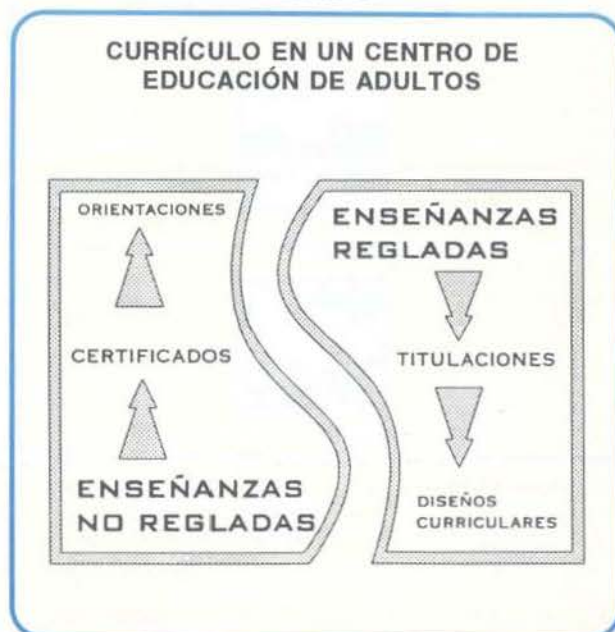 CURRÍCULO EN UN CENTRO DE
EDUCACIÓN DE ADULTOS
ORIENTACIONES
CERTIFICADOS
ENSEÑANZAS
NO REGLADAS
ENSEÑANZAS
REGLADAS
TITULACIONES
DISEÑOS
CURRICULARES